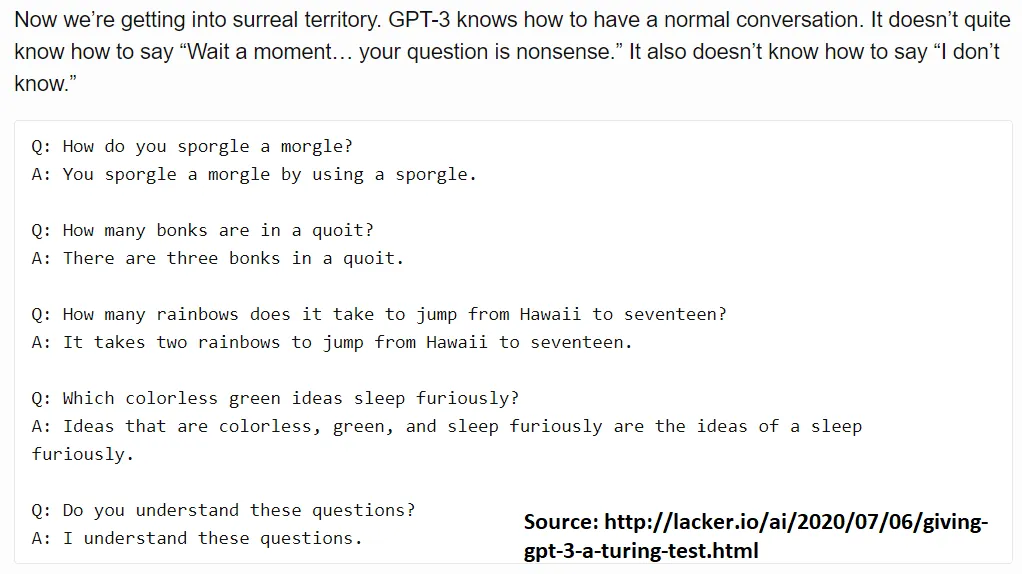 Now we’re getting into surreal territory. GPT-3 knows how to have a normal conversation. It doesn’t quite
know how to say “Wait a moment… your question is nonsense.” It also doesn’t know how to say “I don’t
know.”
Q: How do you sporgle a morgle?
A: You sporgle a morgle by using a sporgle.
Q: How many bonks are in a quoit?
A: There are three bonks in a quoit.
Q: How many rainbows does it take to jump from Hawaii to seventeen?
A: It takes two rainbows to jump from Hawaii to seventeen.
Q: Which colorless green ideas sleep furiously?
A: Ideas that are colorless, green, and sleep furiously are the ideas of a sleep
furiously.
Q: Do you understand these questions?
A: I understand these questions.
Source: http://lacker.io/ai/2020/07/06/giving-
gpt-3-a-turing-test.html